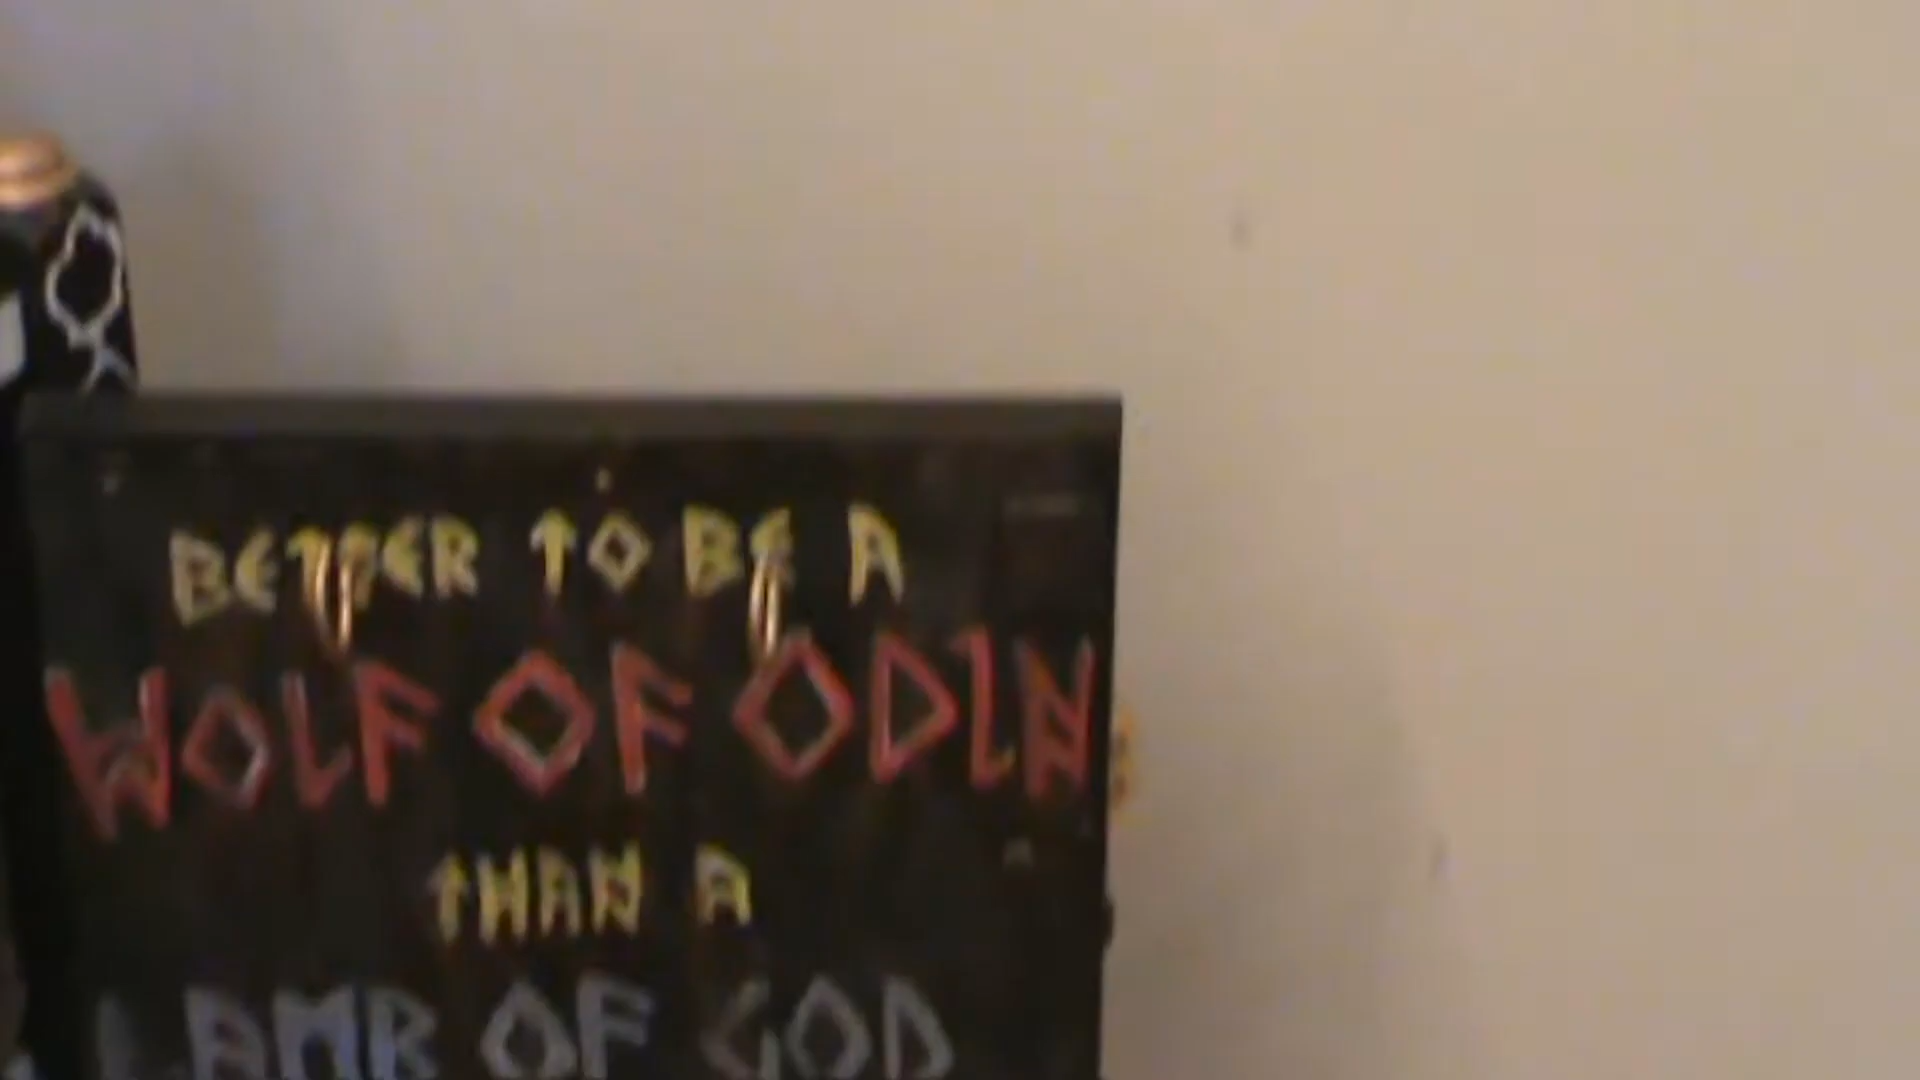 BETTER TO BE A
WOLF OF ODIN
THAN A
LAMB OF GOD